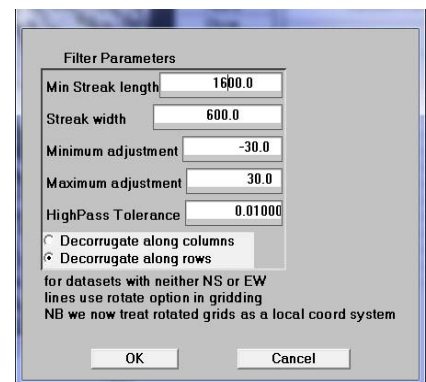 Filter Parameters
Min Streak length 1600.0
Streak width 600.0
Minimum adjustment -30.0
Maximum adjustment 30.0
HighPass Tolerance 0.01000
Decorrugate along columns
Decorrugate along rows
for datasets with neither NS or EW
lines use rotate option in gridding
NB we now treat rotated grids as a local coord system
OK Cancel